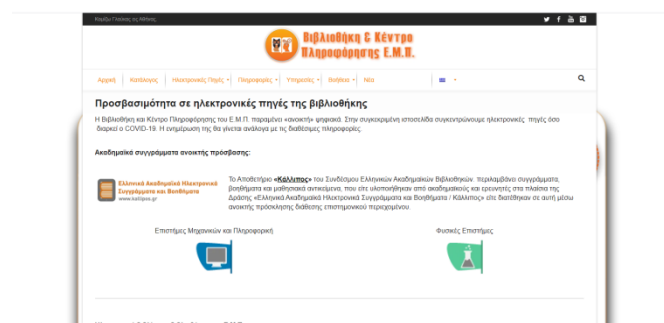 Κομίζω Γλαύκας ες Αθήνας
Βιβλιοθήκη & Κέντρο
Πληροφόρησης Ε.Μ.Π.
Αρχική Κατάλογος Ηλεκτρονικές Πηγές Πληροφορίες Υπηρεσίες Βοήθεια Νέα
Προσβασιμότητα σε ηλεκτρονικές πηγές της βιβλιοθήκης
Η Βιβλιοθήκη και Κέντρο Πληροφόρησης του Ε.Μ.Π. παραμένει «ανοικτή» ψηφιακά. Στην συγκεκριμένη ιστοσελίδα συγκεντρώνουμε ηλεκτρονικές πηγές όσο
διαρκεί ο COVID-19. Η ενημέρωση της θα γίνεται ανάλογα με τις διαθέσιμες πληροφορίες.
Ακαδημαϊκά συγγράμματα ανοικτής πρόσβασης:
Ελληνικά Ακαδημαϊκά Ηλεκτρονικά
Συγγράμματα και Βοηθήματα
www.kallipos.gr
Το Αποθετήριο «Κάλλιπος» του Συνδέσμου Ελληνικών Ακαδημαϊκών Βιβλιοθηκών περιλαμβάνει συγγράμματα,
βοηθήματα και μαθησιακά αντικείμενα, που είτε υλοποιήθηκαν από ακαδημαϊκούς και ερευνητές στα πλαίσια της
Δράσης «Ελληνικά Ακαδημαϊκά Ηλεκτρονικά Συγγράμματα και Βοηθήματα / Κάλλιπος» είτε διατέθηκαν σε αυτή μέσω
ανοικτής πρόσκλησης διάθεσης επιστημονικού περιεχομένου.
Επιστήμες Μηχανικών και Πληροφορική
Φυσικές Επιστήμες